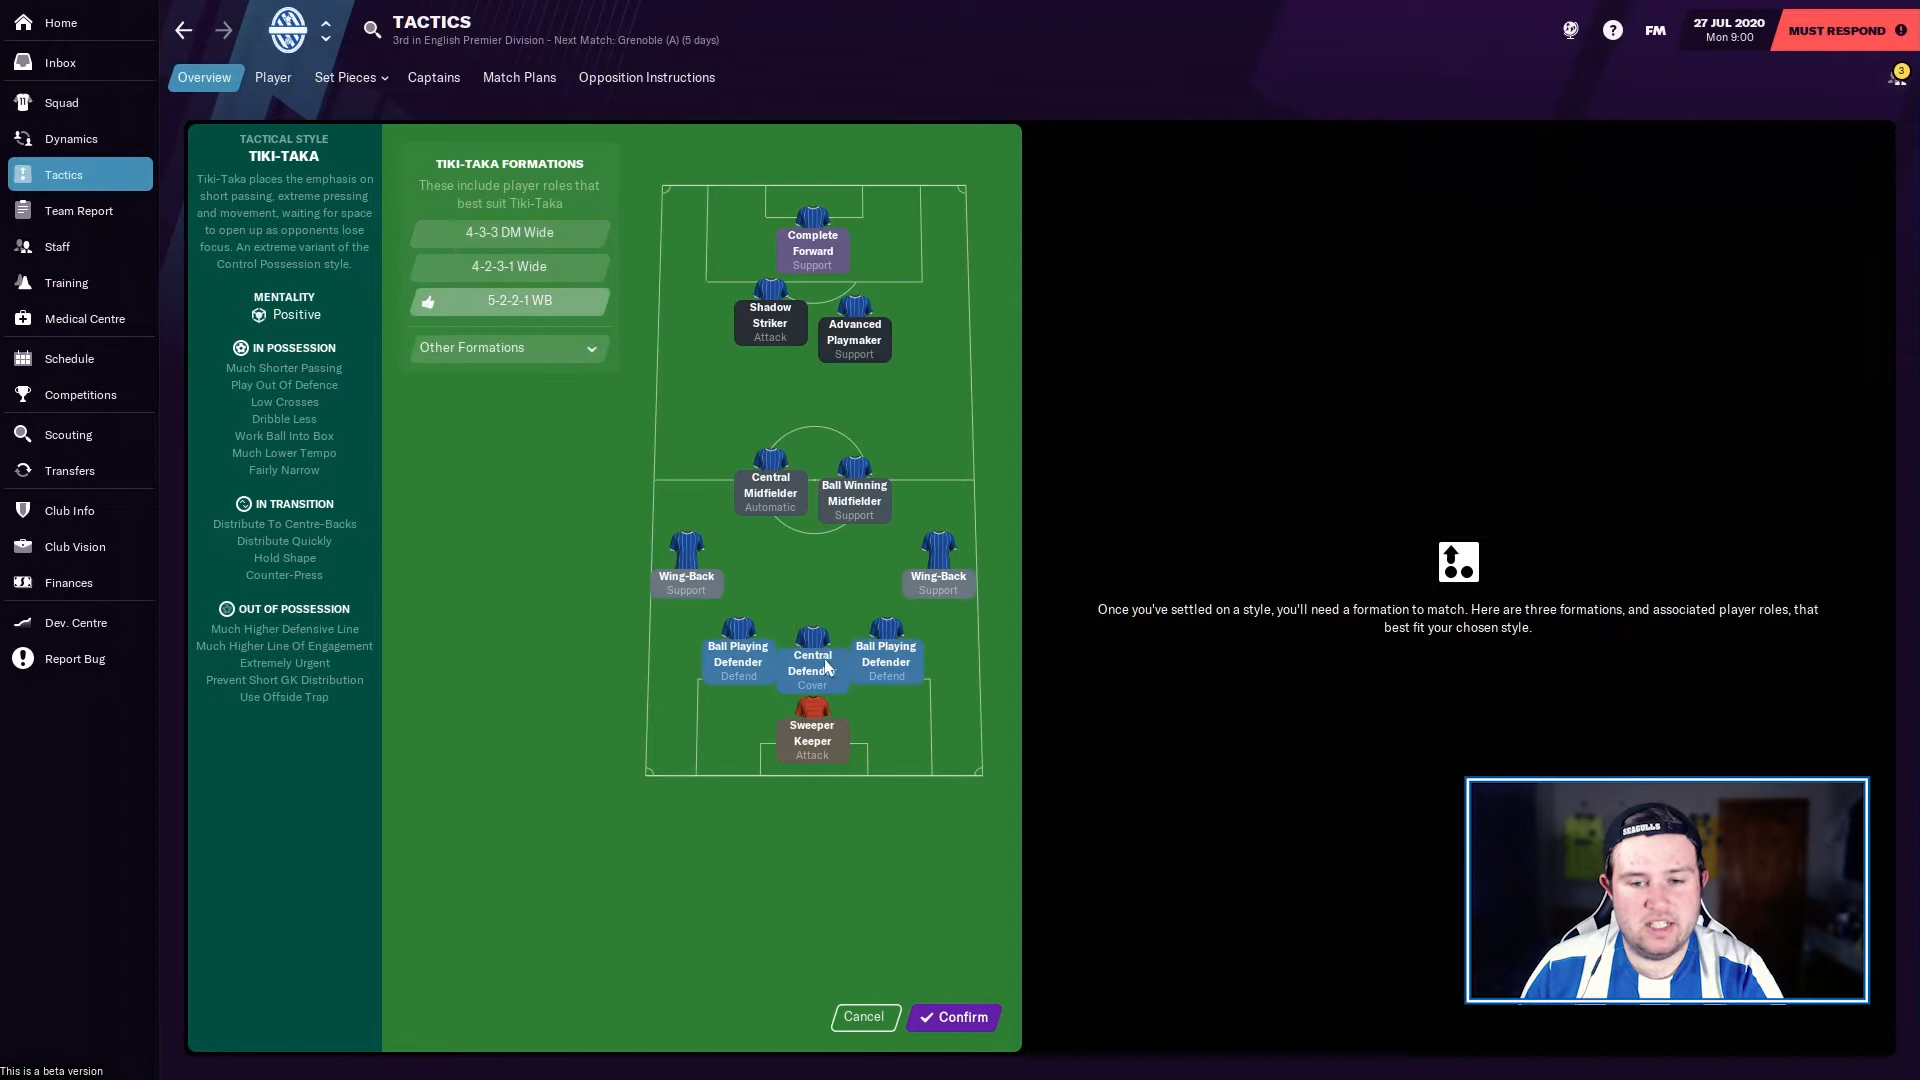 Home
Inbox
Squad
Dynamics
Tactics
Team Report
Staff
Training
Medical Centre
Schedule
Competitions
Scouting
Transfers
Club Info
Club Vision
Finances
Dev. Centre
Report Bug
This is a beta version
TACTICS
3rd in English Premier Division - Next Match: Grenoble (A) (5 days)
FM
27 JUL 2020
Mon 9:00
MUST RESPOND
3
Overview
Player
Set Pieces
Captains
Match Plans
Opposition Instructions
TACTICAL STYLE
TIKI-TAKA
Tiki-Taka places the emphasis on
short passing, extreme pressing
and movement, waiting for space
to open up as opponents lose
focus. An extreme variant of the
Control Possession style.
MENTALITY
Positive
IN POSSESSION
Much Shorter Passing
Play Out Of Defence
Low Crosses
Dribble Less
Work Ball Into Box
Much Lower Tempo
Fairly Narrow
IN TRANSITION
Distribute To Centre-Backs
Distribute Quickly
Hold Shape
Counter-Press
OUT OF POSSESSION
Much Higher Defensive Line
Much Higher Line Of Engagement
Extremely Urgent
Prevent Short GK Distribution
Use Offside Trap
TIKI-TAKA FORMATIONS
These include player roles that
best suit Tiki-Taka
4-3-3 DM Wide
4-2-3-1 Wide
5-2-2-1 WB
Other Formations
Complete
Forward
Support
Shadow
Striker
Attack
Advanced
Playmaker
Support
Central
Midfielder
Automatic
Ball Winning
Midfielder
Support
Wing-Back
Support
Wing-Back
Support
Ball Playing
Defender
Defend
Central
Defender
Cover
Ball Playing
Defender
Defend
Sweeper
Keeper
Attack
Cancel
Confirm
Once you've settled on a style, you'll need a formation to match. Here are three formations, and associated player roles, that
best fit your chosen style.
SEAGULLS